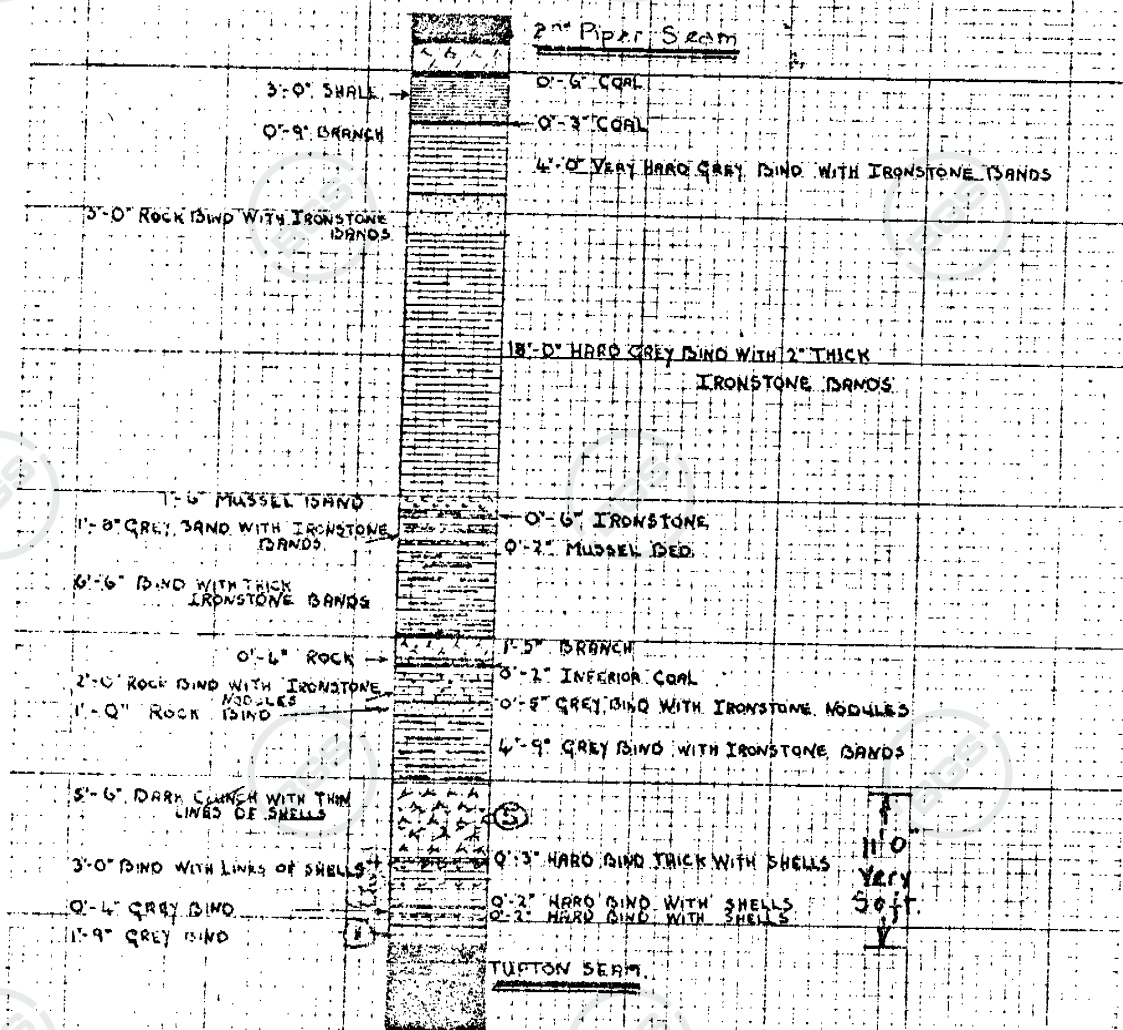 2nd Piper Seam
0'-6" COAL
3'-0" SHALE
0'-3" COAL
0'-9" BRANCH
4'-0" VERY HARD GREY BIND WITH IRONSTONE BANDS
3'-0" ROCK BIND WITH IRONSTONE
BANDS
18'-0" HARD GREY BIND WITH 2" THICK
IRONSTONE BANDS
1'-6" MUSSEL BAND
0'-6" IRONSTONE
1'-8" GREY BAND WITH IRONSTONE
BANDS
0'-2" MUSSEL BED
6'-6" BIND WITH THICK
IRONSTONE BANDS
1'-5" BRANCH
0'-4" ROCK
0'-2" INFERIOR COAL
2'-0" ROCK BIND WITH IRONSTONE
NODULES
0'-5" GREY BIND WITH IRONSTONE NODULES
1'-0" ROCK BIND
4'-9" GREY BIND WITH IRONSTONE BANDS
5'-6" DARK CLUNCH WITH THIN
LINES OF SHELLS
11'0"
Very
Soft
0'-3" HARD BIND THICK WITH SHELLS
3'-0" BIND WITH LINES OF SHELLS
0'-2" HARD BIND WITH SHELLS
0'-4" GREY BIND
0'-2" HARD BIND WITH SHELLS
1'-9" GREY BIND
TUPTON SEAM
BGS